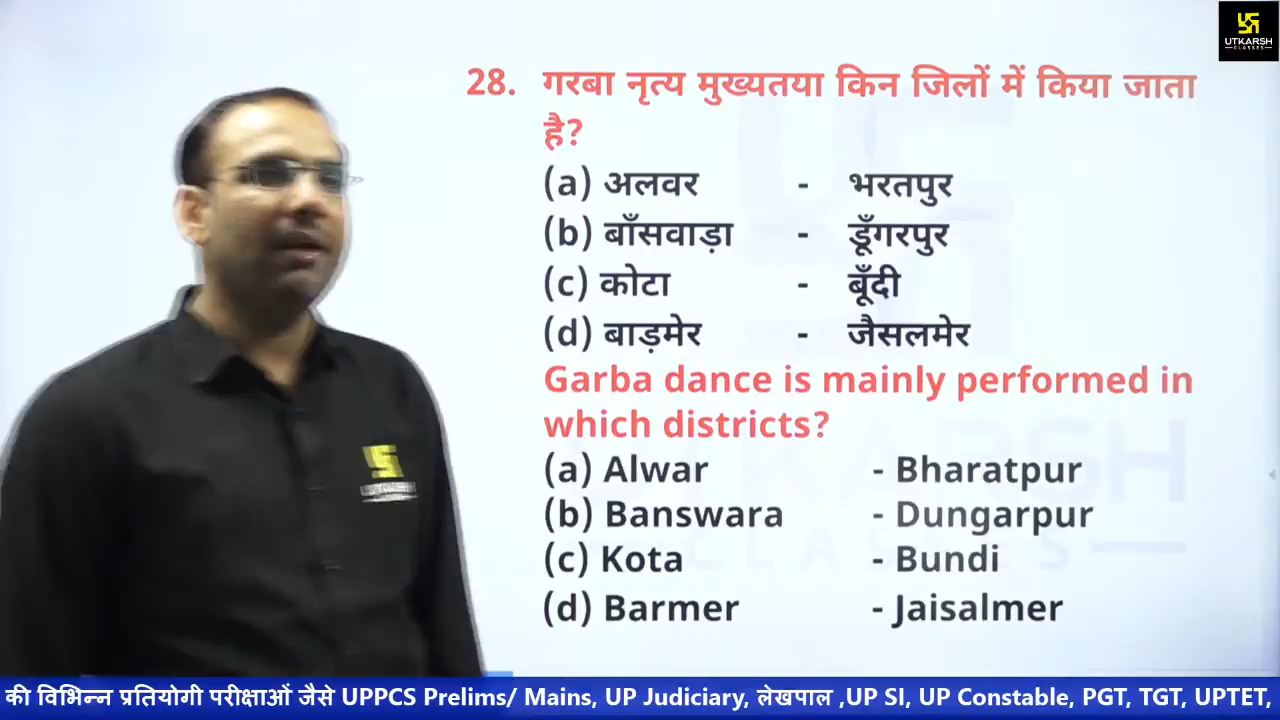 UTKARSH
CLASSES
28. गरबा नृत्य मुख्यतया किन जिलों में किया जाता
है?
(a) अलवर - भरतपुर
(b) बाँसवाड़ा - डूँगरपुर
(c) कोटा - बूँदी
(d) बाड़मेर - जैसलमेर
Garba dance is mainly performed in
which districts?
(a) Alwar - Bharatpur
(b) Banswara - Dungarpur
(c) Kota - Bundi
(d) Barmer - Jaisalmer
UTKARSH
की विभिन्न प्रतियोगी परीक्षाओं जैसे UPPCS Prelims/ Mains, UP Judiciary, लेखपाल ,UP SI, UP Constable, PGT, TGT, UPTET,